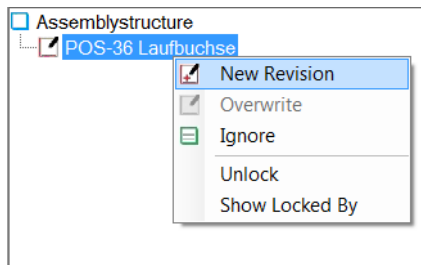 Assemblystructure
POS-36 Laufbuchse
New Revision
Overwrite
Ignore
Unlock
Show Locked By